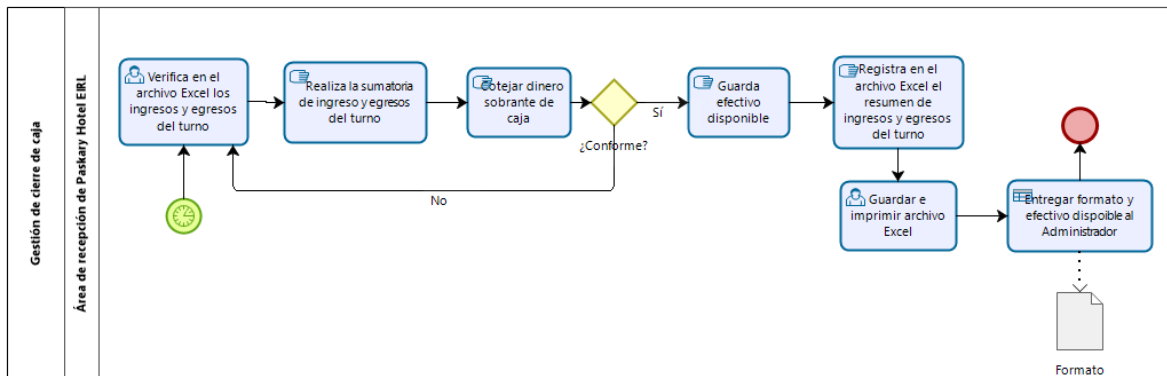 Gestión de cierre de caja
Área de recepción de Paskary Hotel EIRL
Verifica en el
archivo Excel los
ingresos y egresos
del turno
Realiza la sumatoria
de ingreso y egresos
del turno
Cotejar dinero
sobrante de
caja
¿Conforme?
Sí
No
Guarda
efectivo
disponible
Registra en el
archivo Excel el
resumen de
ingresos y egresos
del turno
Guardar e
imprimir archivo
Excel
Entregar formato y
efectivo dispoible al
Administrador
Formato